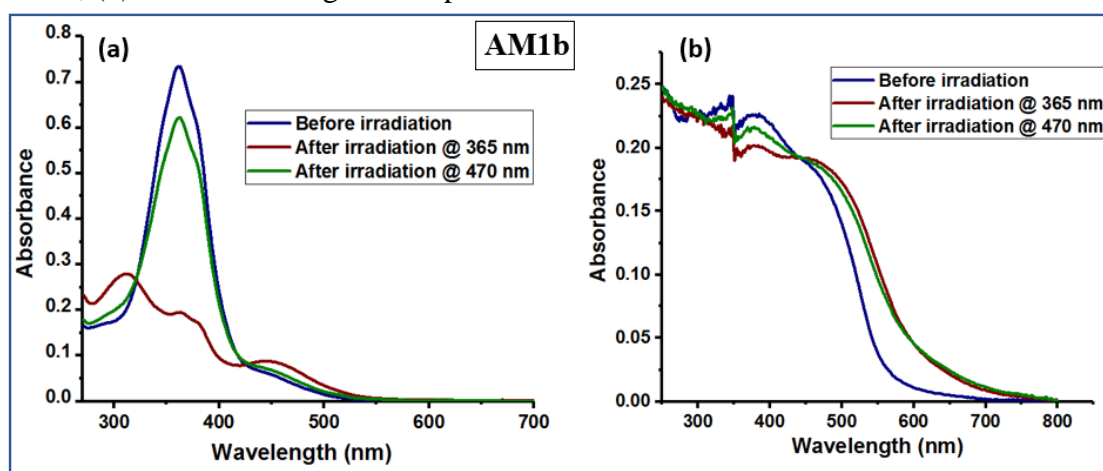 AM1b
(a)
Before irradiation
After irradiation @ 365 nm
After irradiation @ 470 nm
Absorbance
0.8
0.7
0.6
0.5
0.4
0.3
0.2
0.1
0.0
300 400 500 600 700
Wavelength (nm)
(b)
Before irradiation
After irradiation @ 365 nm
After irradiation @ 470 nm
Absorbance
0.25
0.20
0.15
0.10
0.05
0.00
300 400 500 600 700 800
Wavelength (nm)